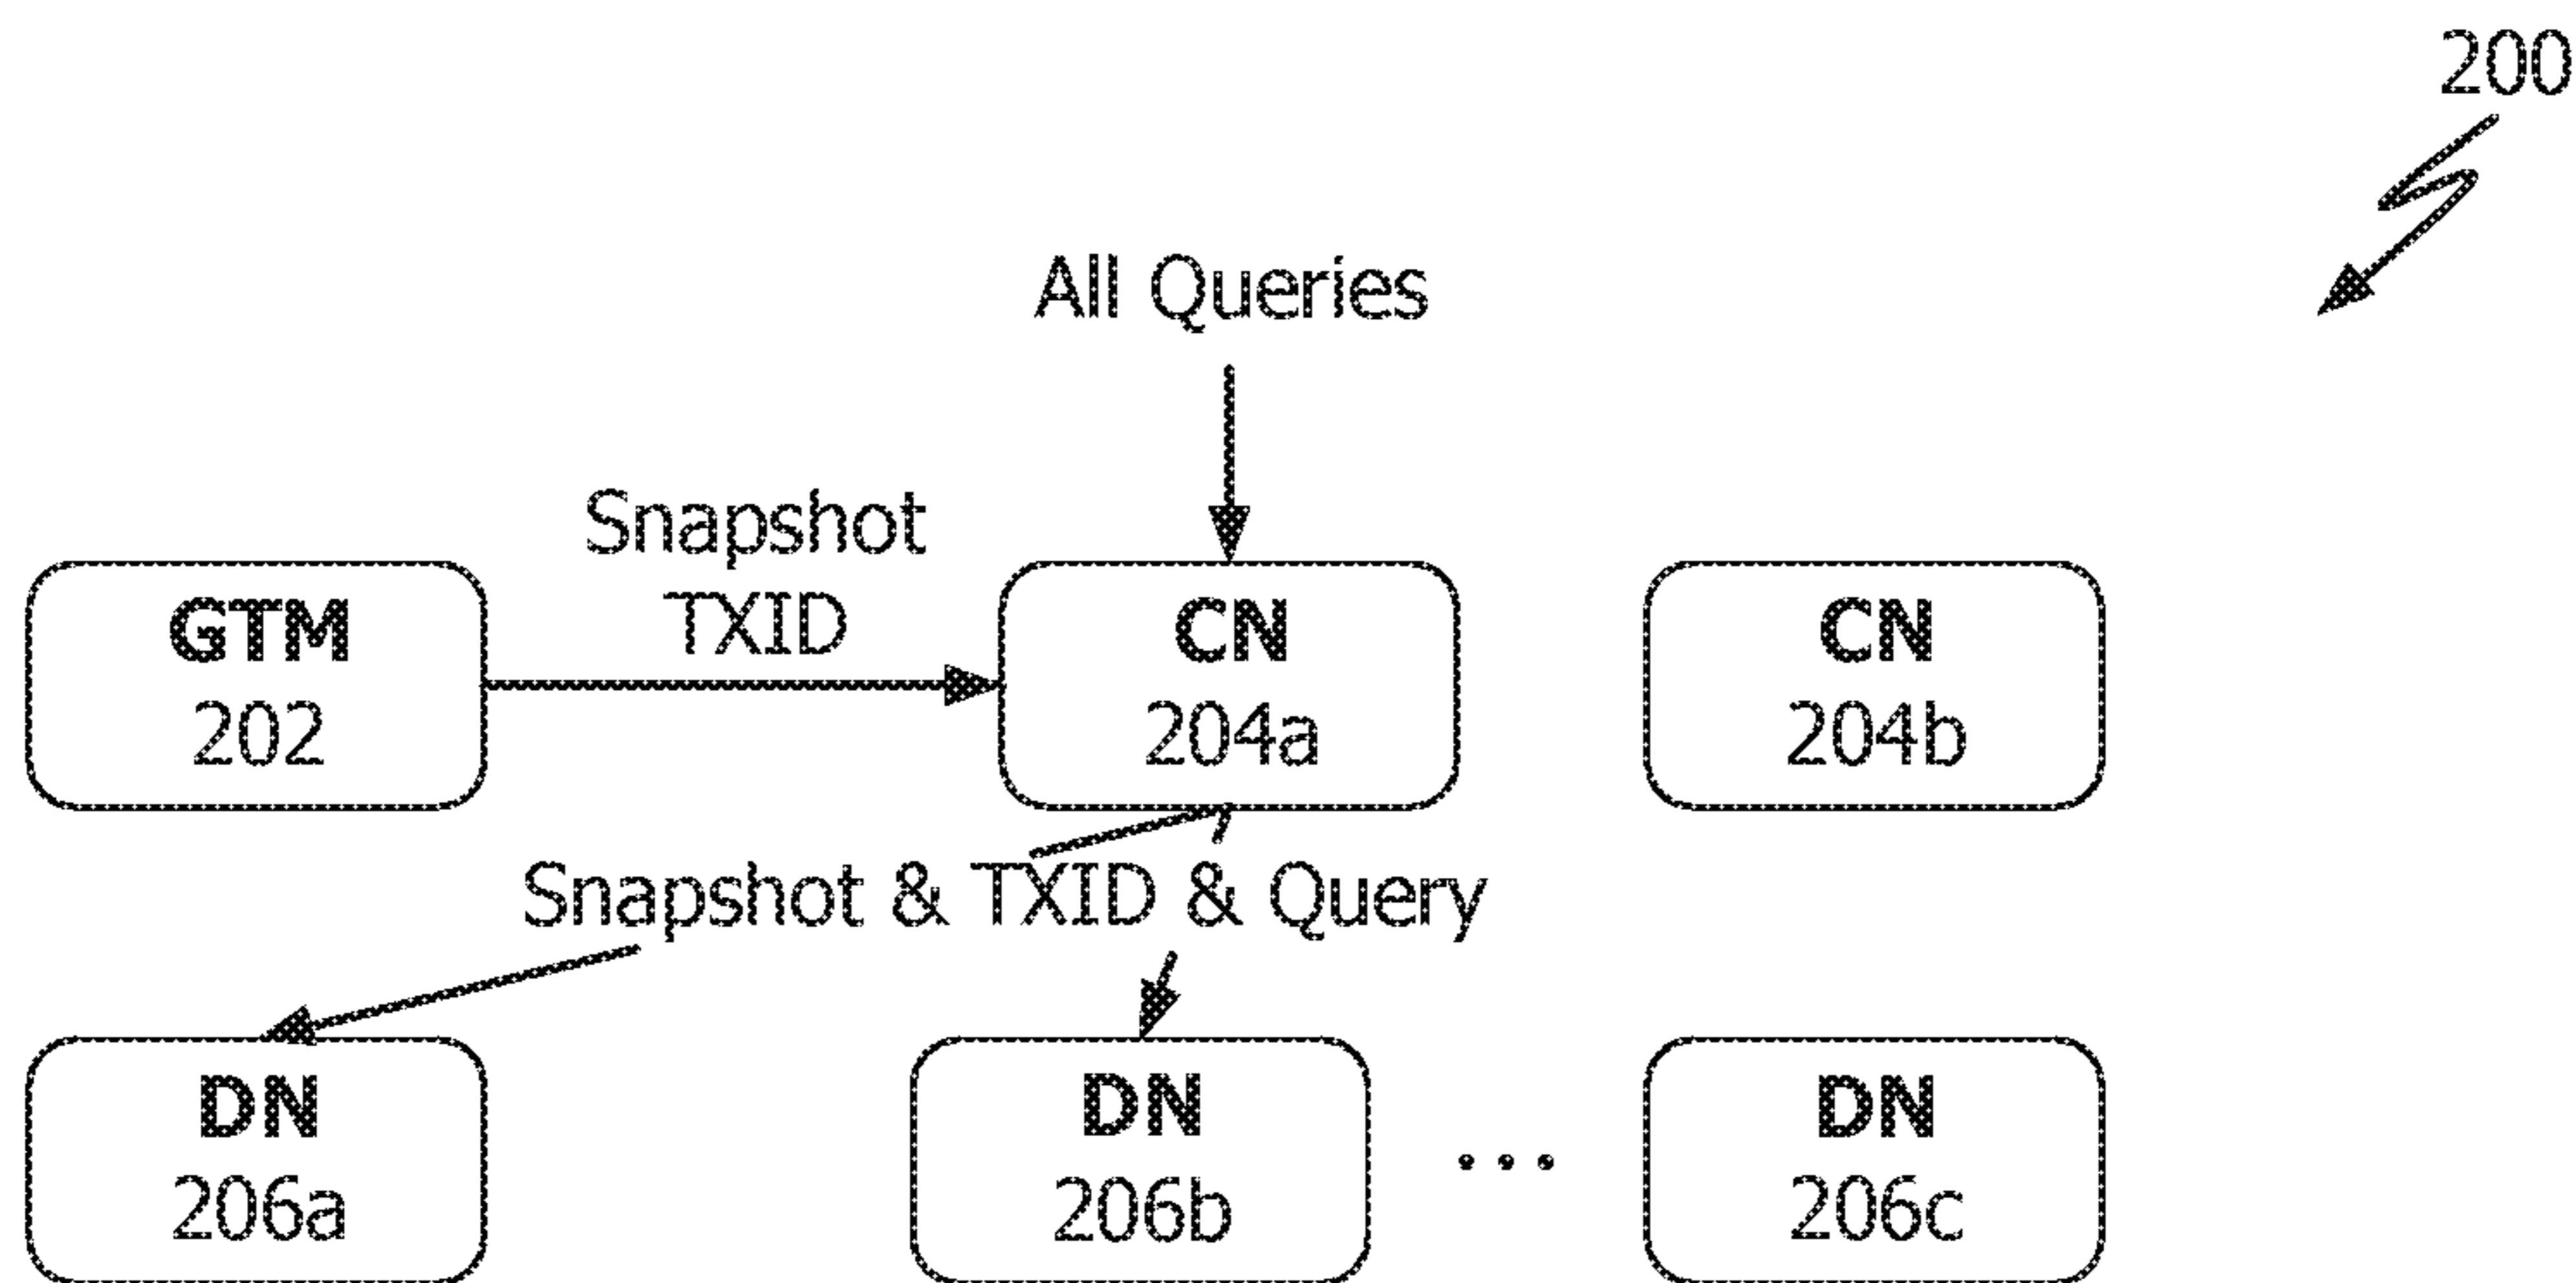 200
All Queries
Snapshot
TXID
GTM
202
CN
204a
CN
204b
Snapshot & TXID & Query
DN
206a
DN
206b
...
DN
206c